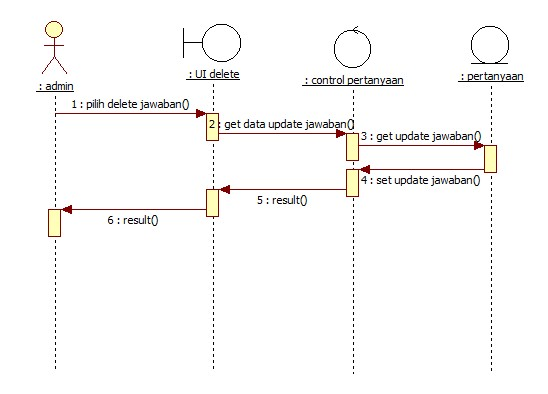 : admin
: UI delete
: control pertanyaan
: pertanyaan
1 : pilih delete jawaban()
2 : get data update jawaban()
3 : get update jawaban()
4 : set update jawaban()
5 : result()
6 : result()